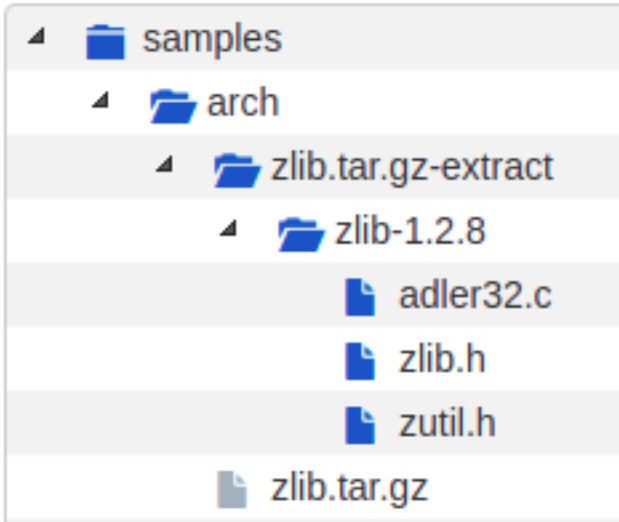 samples
arch
zlib.tar.gz-extract
zlib-1.2.8
adler32.c
zlib.h
zutil.h
zlib.tar.gz